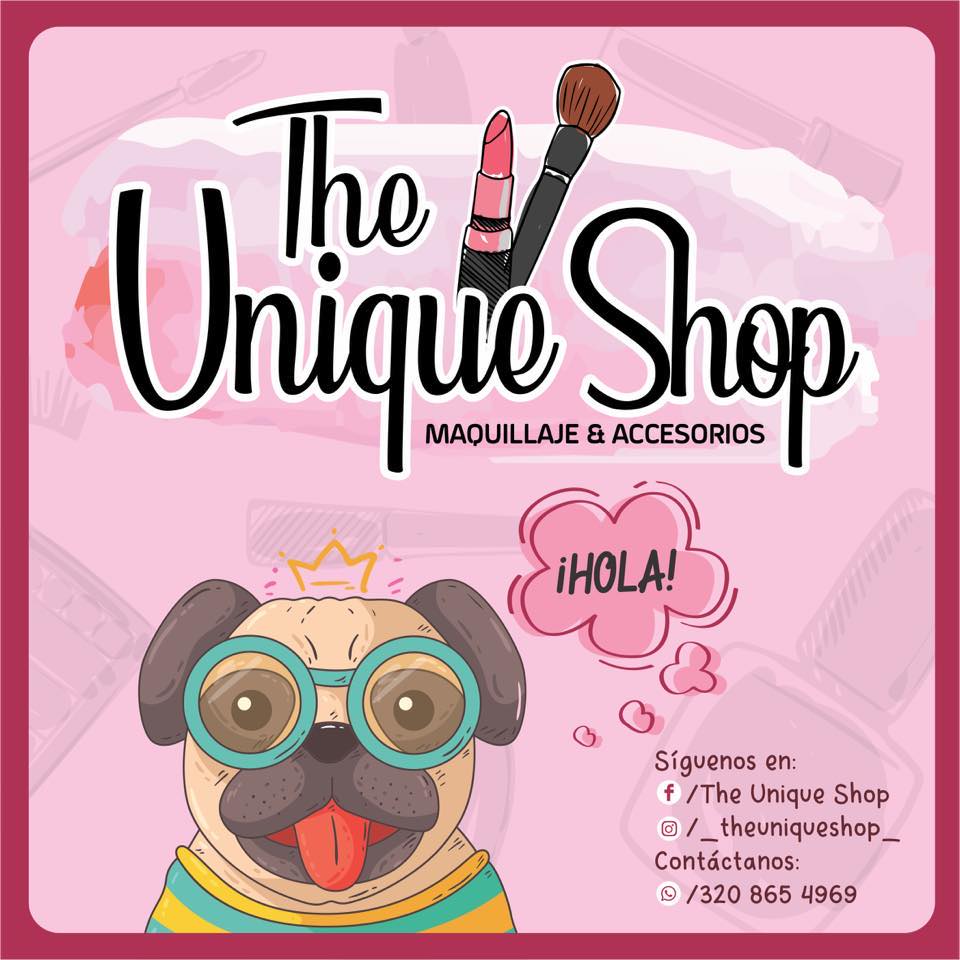 The
Unique Shop
MAQUILLAJE & ACCESORIOS
¡HOLA!
Síguenos en:
/The Unique Shop
/_theuniqueshop_
Contáctanos:
/320 865 4969